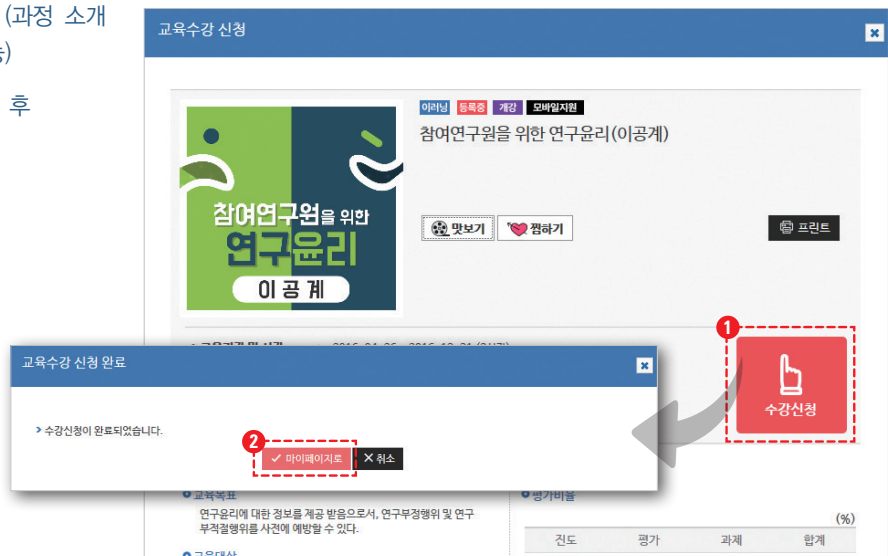 (과정 소개
후
교육수강 신청
이러닝 등록중 개강 모바일지원
참여연구원을 위한 연구윤리(이공계)
참여연구원을 위한
연구윤리
이공계
맛보기 찜하기 프린트
1
수강신청
교육수강 신청 완료
> 수강신청이 완료되었습니다.
2
마이페이지로 취소
교육목표
연구윤리에 대한 정보를 제공 받음으로서, 연구부정행위 및 연구
부적절행위를 사전에 예방할 수 있다.
교육대상
평가비율
(%)
진도 평가 과제 합계